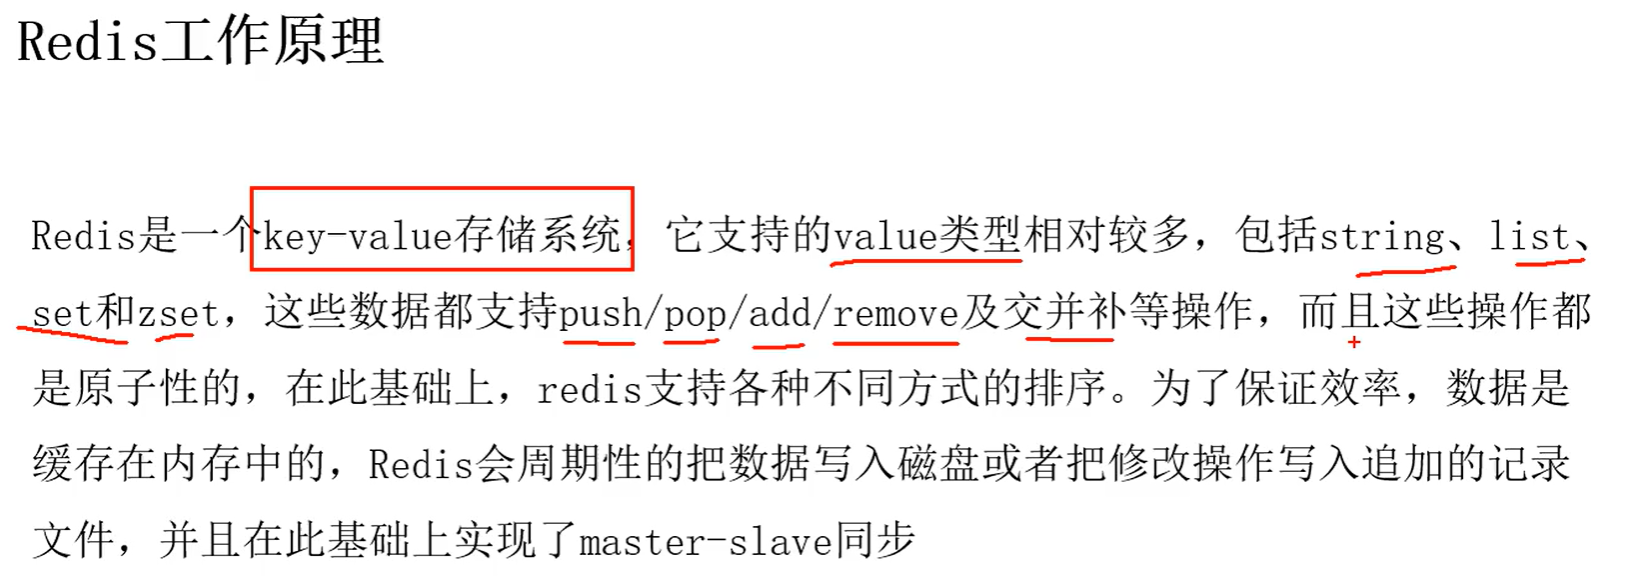 Redis工作原理
Redis是一个key-value存储系统，它支持的value类型相对较多，包括string、list、
set和zset，这些数据都支持push/pop/add/remove及交并补等操作，而且这些操作都
是原子性的，在此基础上，redis支持各种不同方式的排序。为了保证效率，数据是
缓存在内存中的，Redis会周期性的把数据写入磁盘或者把修改操作写入追加的记录
文件，并且在此基础上实现了master-slave同步